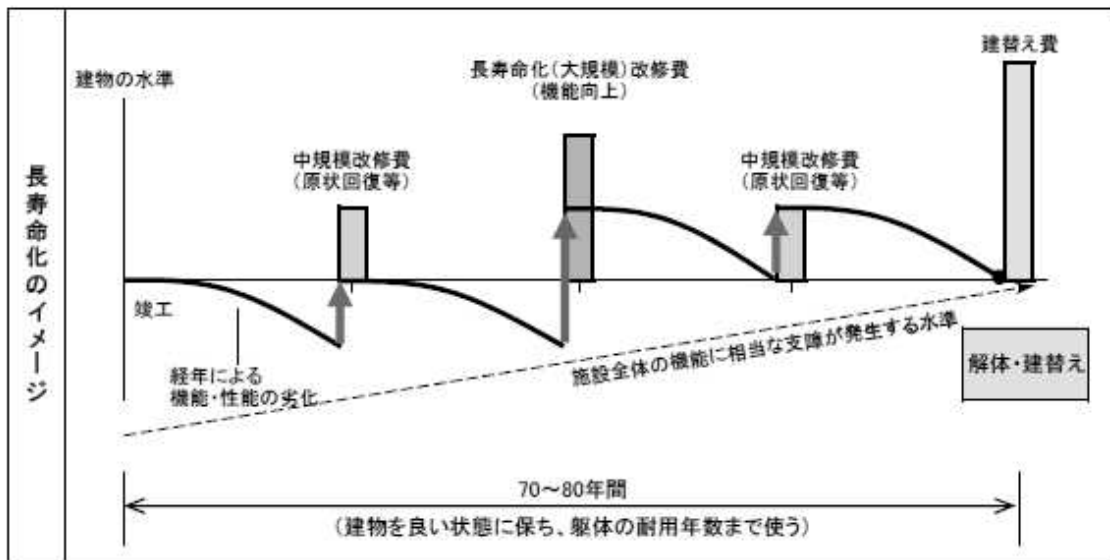 長寿命化のイメージ
建物の水準
中規模改修費
(原状回復等)
長寿命化(大規模)改修費
(機能向上)
中規模改修費
(原状回復等)
建替え費
竣工
経年による
機能・性能の劣化
施設全体の機能に相当な支障が発生する水準
解体・建替え
70～80年間
(建物を良い状態に保ち、躯体の耐用年数まで使う)